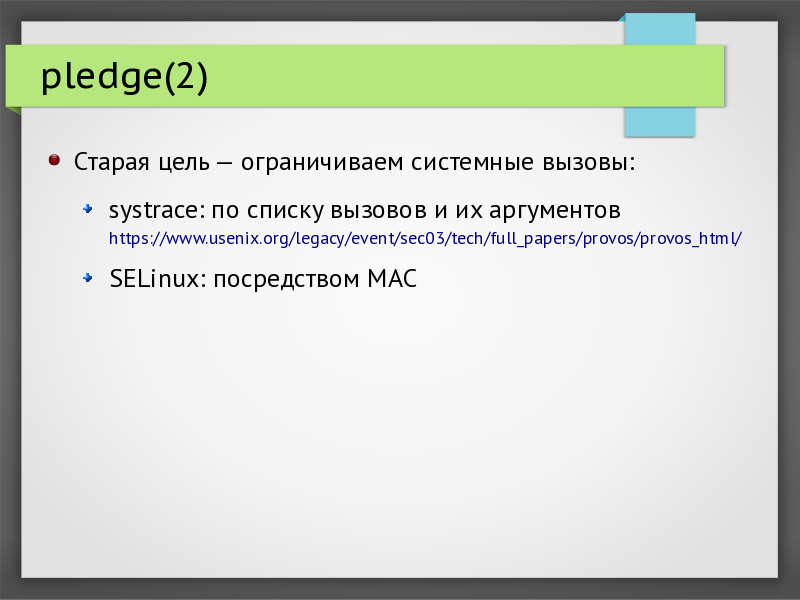 pledge(2)
Старая цель — ограничиваем системные вызовы:
systrace: по списку вызовов и их аргументов
https://www.usenix.org/legacy/event/sec03/tech/full_papers/provos/provos_html/
SELinux: посредством MAC